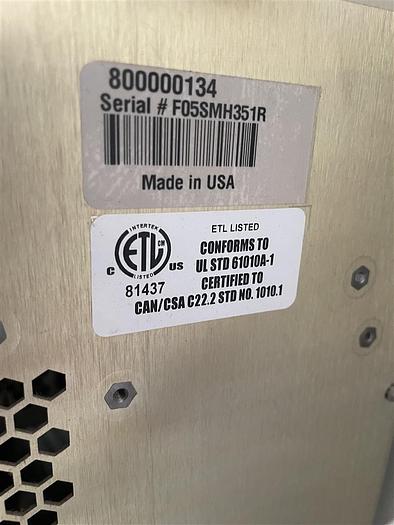 800000134
Serial # F05SMH351R
Made in USA
ETL LISTED
CONFORMS TO
UL STD 61010A-1
CERTIFIED TO
CAN/CSA C22.2 STD NO. 1010.1
INTERTEK
ETL CM
LISTED
C US
81437